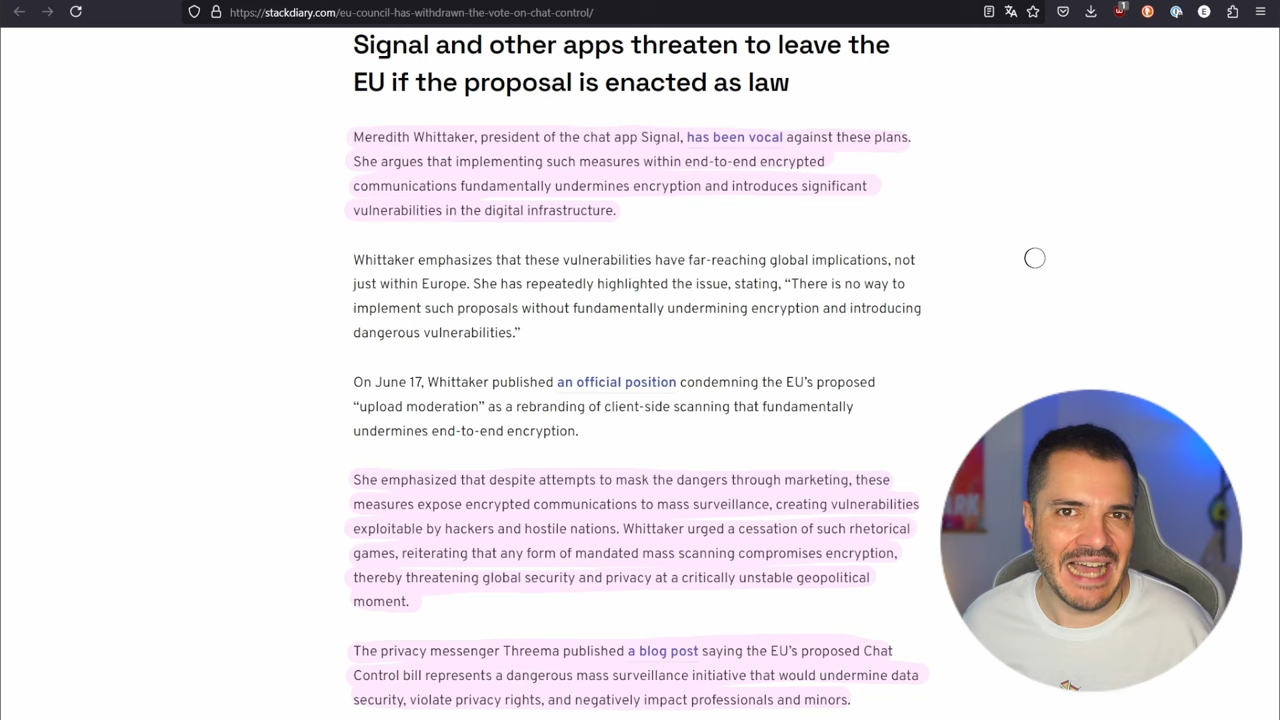 https://stackdiary.com/eu-council-has-withdrawn-the-vote-on-chat-control/
1
E
Signal and other apps threaten to leave the
EU if the proposal is enacted as law
Meredith Whittaker, president of the chat app Signal, has been vocal against these plans.
She argues that implementing such measures within end-to-end encrypted
communications fundamentally undermines encryption and introduces significant
vulnerabilities in the digital infrastructure.
Whittaker emphasizes that these vulnerabilities have far-reaching global implications, not
just within Europe. She has repeatedly highlighted the issue, stating, “There is no way to
implement such proposals without fundamentally undermining encryption and introducing
dangerous vulnerabilities.”
On June 17, Whittaker published an official position condemning the EU’s proposed
“upload moderation” as a rebranding of client-side scanning that fundamentally
undermines end-to-end encryption.
She emphasized that despite attempts to mask the dangers through marketing, these
measures expose encrypted communications to mass surveillance, creating vulnerabilities
exploitable by hackers and hostile nations. Whittaker urged a cessation of such rhetorical
games, reiterating that any form of mandated mass scanning compromises encryption,
thereby threatening global security and privacy at a critically unstable geopolitical
moment.
The privacy messenger Threema published a blog post saying the EU’s proposed Chat
Control bill represents a dangerous mass surveillance initiative that would undermine data
security, violate privacy rights, and negatively impact professionals and minors.